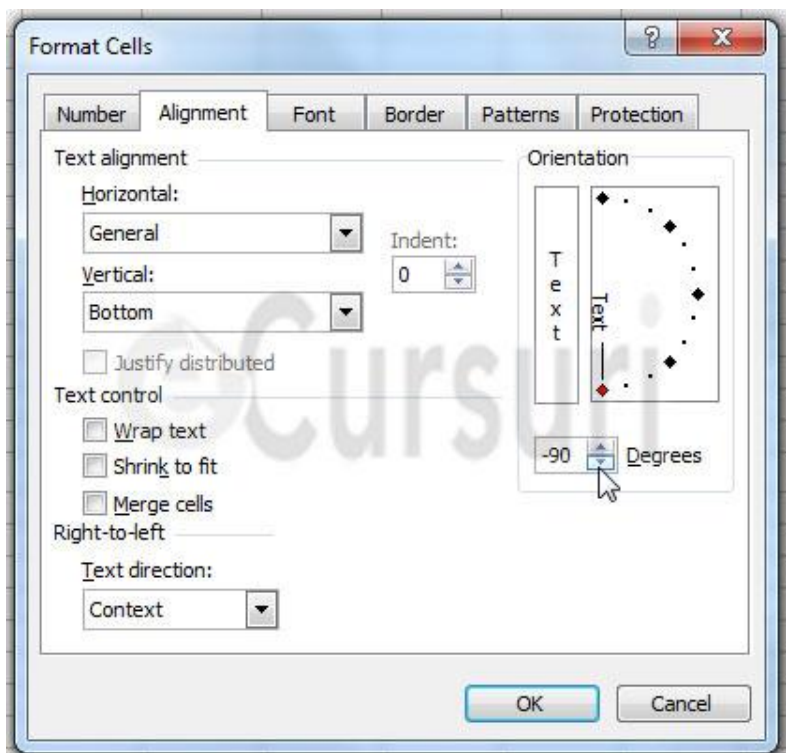 Format Cells
Number
Alignment
Font
Border
Patterns
Protection
Text alignment
Horizontal:
General
Indent:
0
Vertical:
Bottom
Justify distributed
Text control
Wrap text
Shrink to fit
Merge cells
Right-to-left
Text direction:
Context
Orientation
Text
Text
-90 Degrees
OK
Cancel
eCursuri